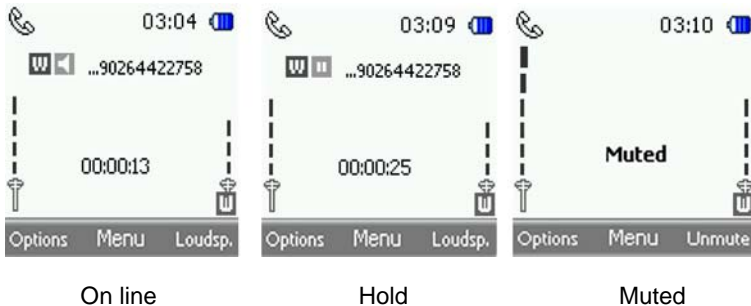 03:04
W ...90264422758
00:00:13
Options Menu Loudsp.
03:09
W ...90264422758
00:00:25
Options Menu Loudsp.
03:10
Muted
Options Menu Unmute
On line
Hold
Muted